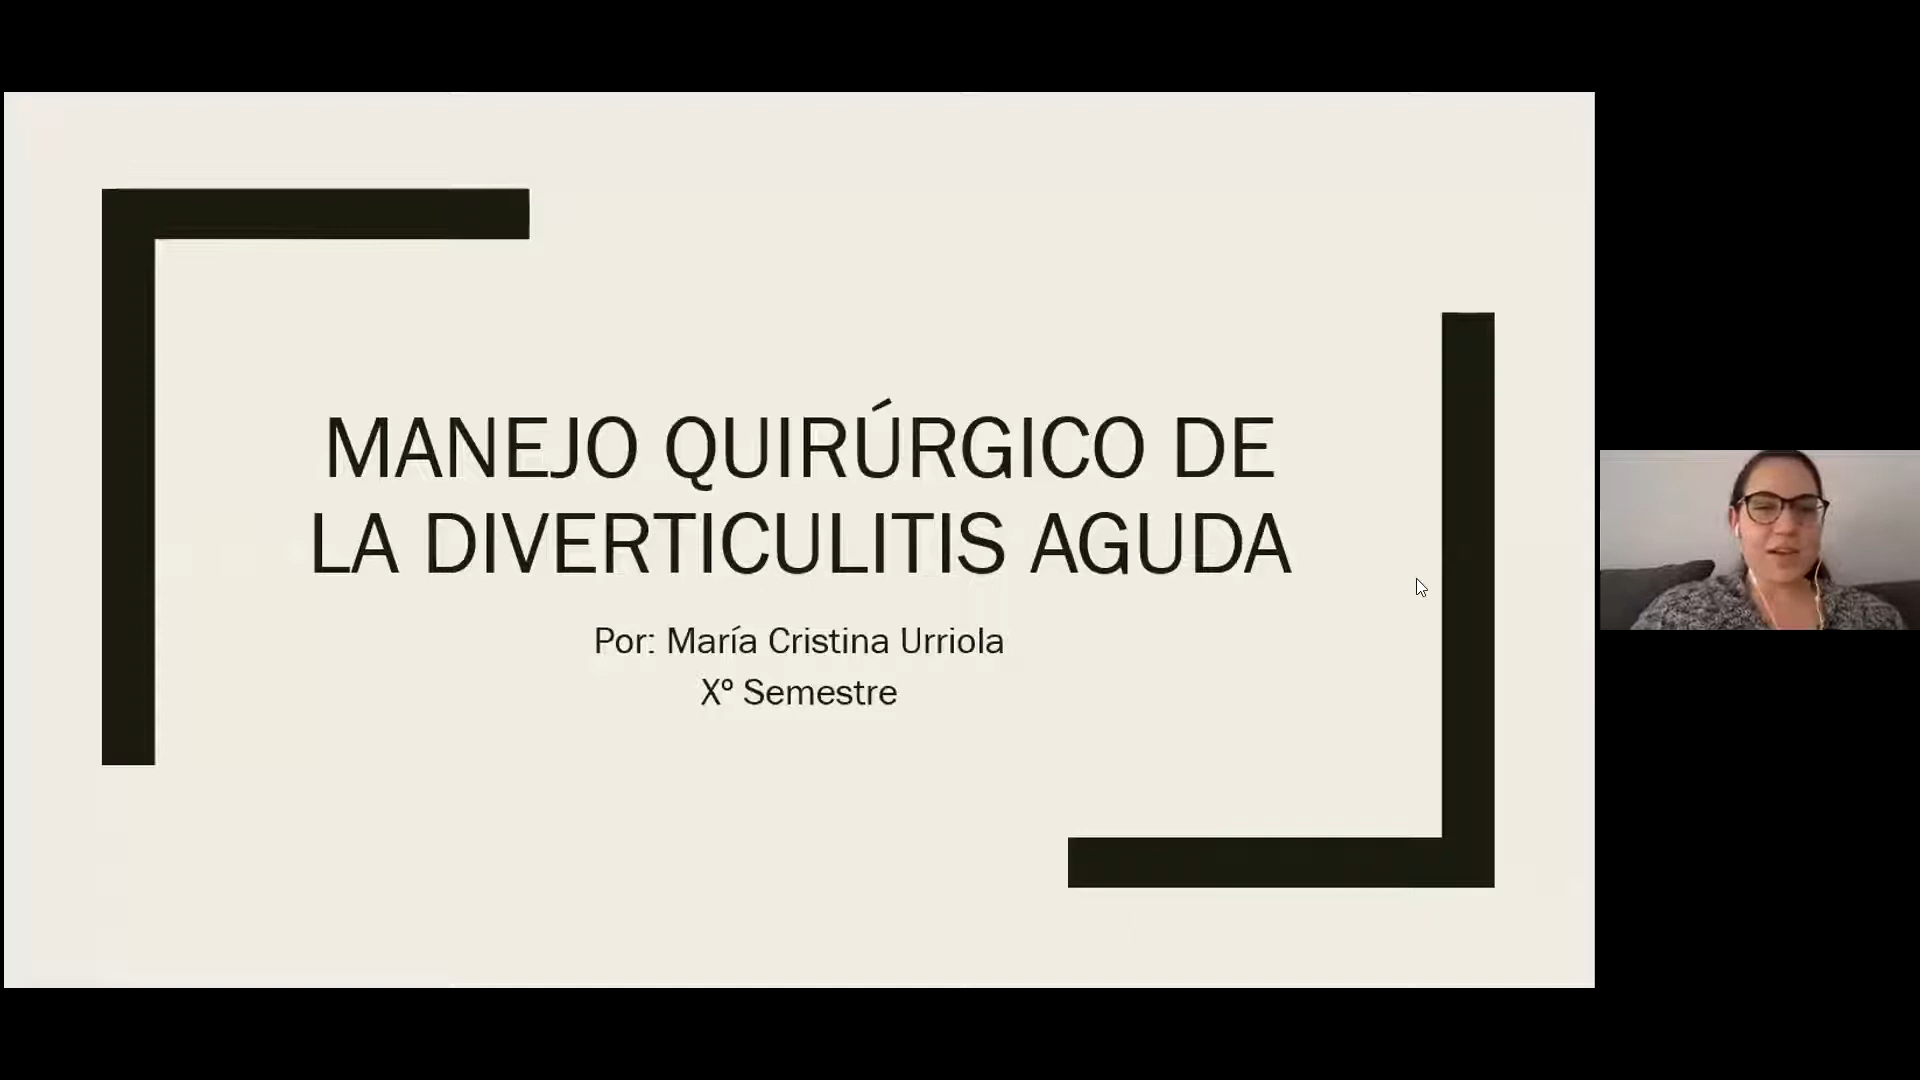 MANEJO QUIRÚRGICO DE
LA DIVERTICULITIS AGUDA
Por: María Cristina Urriola
Xº Semestre